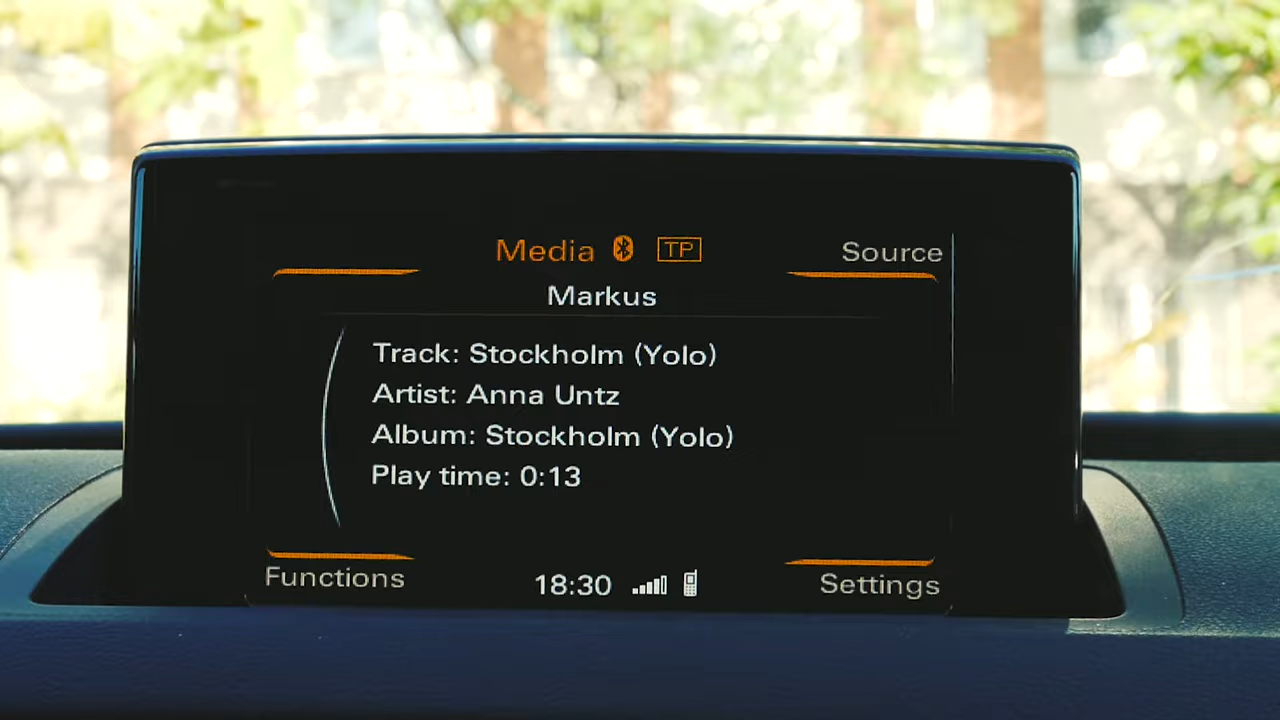 Media TP Source
Markus
Track: Stockholm (Yolo)
Artist: Anna Untz
Album: Stockholm (Yolo)
Play time: 0:13
Functions 18:30 Settings